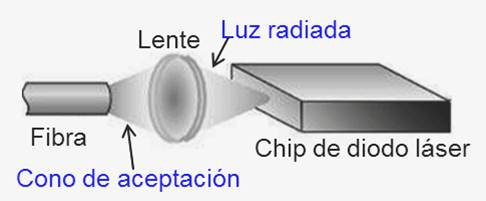 Luz radiada
Lente
Fibra
Chip de diodo láser
Cono de aceptación